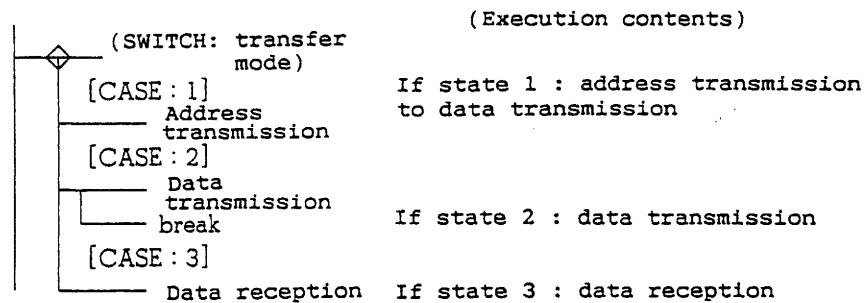 (Execution contents)
(SWITCH: transfer
mode)
[CASE : 1]
If state 1 : address transmission
to data transmission
Address
transmission
[CASE : 2]
Data
transmission
break
If state 2 : data transmission
[CASE : 3]
Data reception
If state 3 : data reception